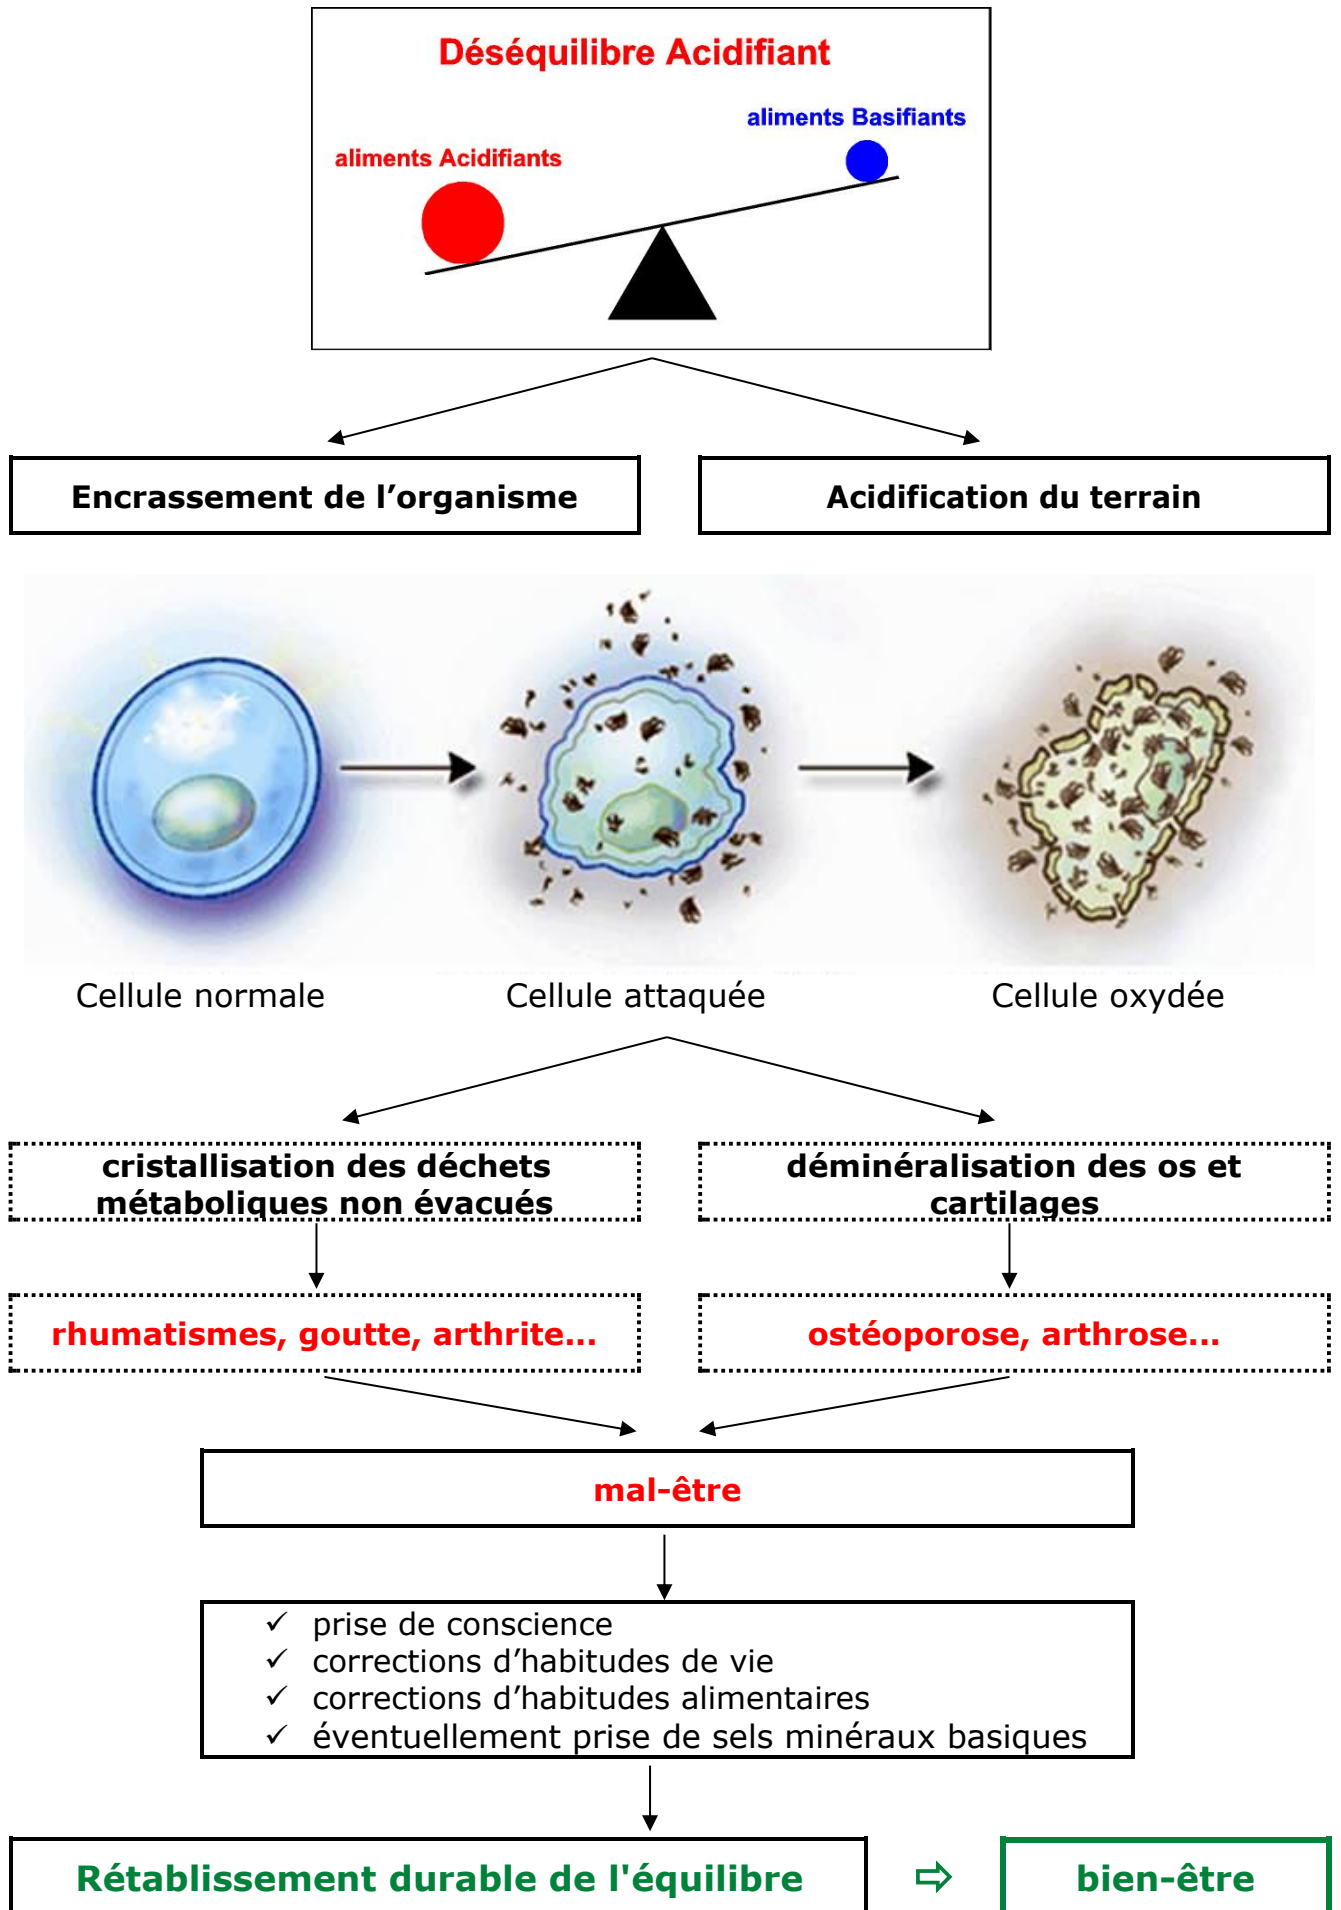 Déséquilibre Acidifiant
aliments Basifiants
aliments Acidifiants
Encrassement de l’organisme
Acidification du terrain
Cellule normale
Cellule attaquée
Cellule oxydée
cristallisation des déchets
métaboliques non évacués
déminéralisation des os et
cartilages
rhumatismes, goutte, arthrite...
ostéoporose, arthrose...
mal-être
✓ prise de conscience
✓ corrections d’habitudes de vie
✓ corrections d’habitudes alimentaires
✓ éventuellement prise de sels minéraux basiques
Rétablissement durable de l'équilibre
bien-être